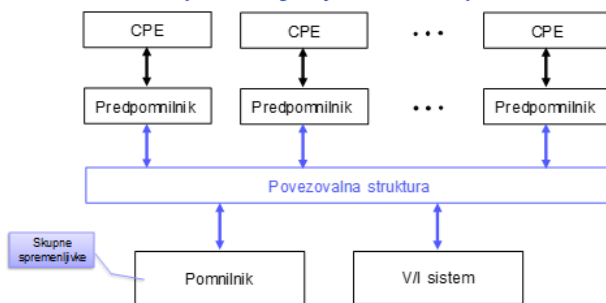 CPE CPE ... CPE
Predpomnilnik Predpomnilnik ... Predpomnilnik
Povezovalna struktura
Skupne
spremenljivke
Pomnilnik V/I sistem